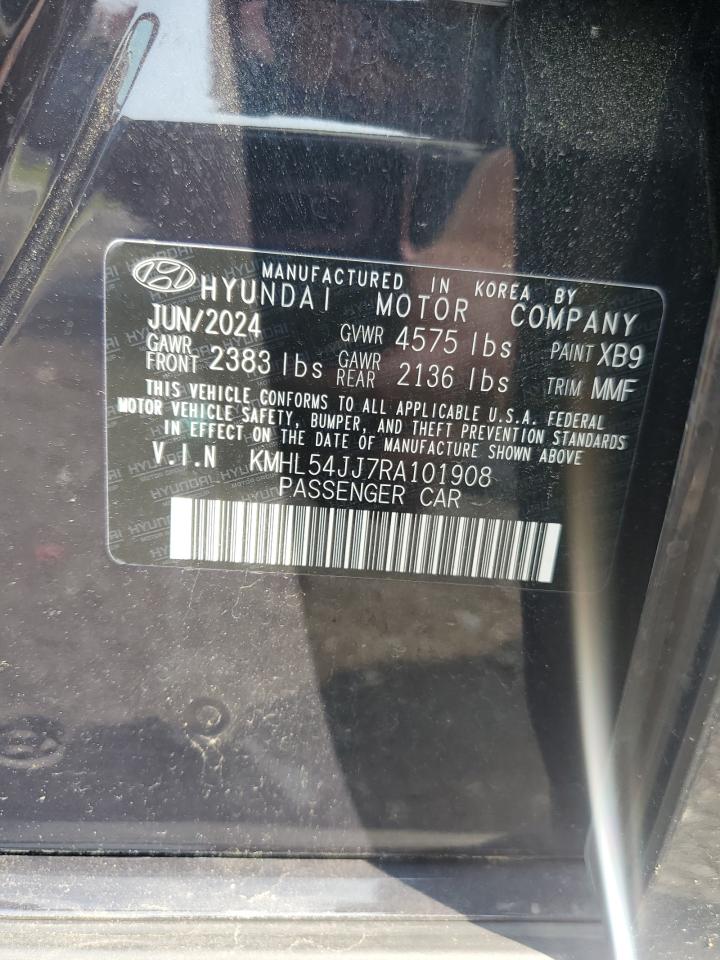 MANUFACTURED IN KOREA BY
HYUNDAI MOTOR COMPANY
JUN/2024 GVWR 4575 lbs PAINT XB9
GAWR FRONT 2383 lbs GAWR REAR 2136 lbs TRIM MMF
THIS VEHICLE CONFORMS TO ALL APPLICABLE U.S.A. FEDERAL
MOTOR VEHICLE SAFETY, BUMPER, AND THEFT PREVENTION STANDARDS
IN EFFECT ON THE DATE OF MANUFACTURE SHOWN ABOVE
V.I.N KMHL54JJ7RA101908
PASSENGER CAR